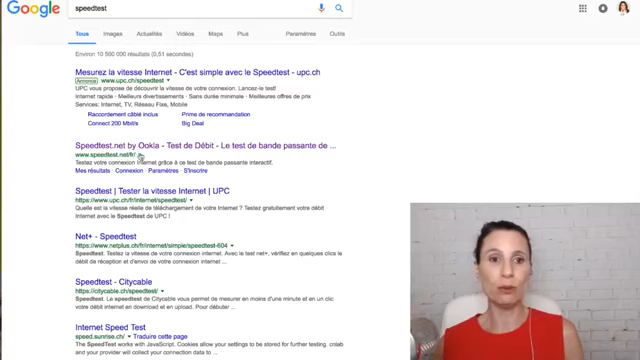 Google
speedtest
Tous Images Actualités Vidéos Maps Plus Paramètres Outils
Environ 10 500 000 résultats (0,51 secondes)
Mesurez la vitesse Internet - C'est simple avec le Speedtest - upc.ch
Annonce www.upc.ch/speedtest
UPC vous propose de découvrir la vitesse de votre connexion. Lancez-le test!
Internet rapide · Meilleurs divertissements · Sans durée minimale · Meilleures offres de prix
Services: Internet, TV, Réseau Fixe, Mobile
Raccordement câblé inclus Prime de recommandation
Connect 200 Mbit/s Big Deal
Speedtest.net by Ookla - Test de Débit - Le test de bande passante de ...
www.speedtest.net/fr/
Testez votre connexion Internet grâce à ce test de bande passante interactif.
Mes résultats · Connexion · Paramètres · S'inscrire
Speedtest | Tester la vitesse Internet | UPC
https://www.upc.ch/fr/internet/speedtest/
Quelle est la vitesse réelle de téléchargement de votre Internet ? Testez gratuitement votre débit
Internet avec le Speedtest de UPC !
Net+ - Speedtest
https://www.netplus.ch/fr/internet/simple/speedtest-604
Speedtest. Testez la vitesse de votre connexion internet. Avec le test net+, vérifiez en quelques clics le
débit de réception et d'envoi de votre connexion internet ...
Speedtest - Citycable
https://citycable.ch/speedtest/
Speedtest. Le speedtest de Citycable vous permet de mesurer en moins d'une minute et en un clic
votre débit internet en download et en upload. Pour débuter ...
Internet Speed Test
speed.sunrise.ch/ Traduire cette page
The SpeedTest works with JavaScript enabled. Cookies allow your settings to be stored for further testing. cnlab
and your provider will collect your connection data to ...